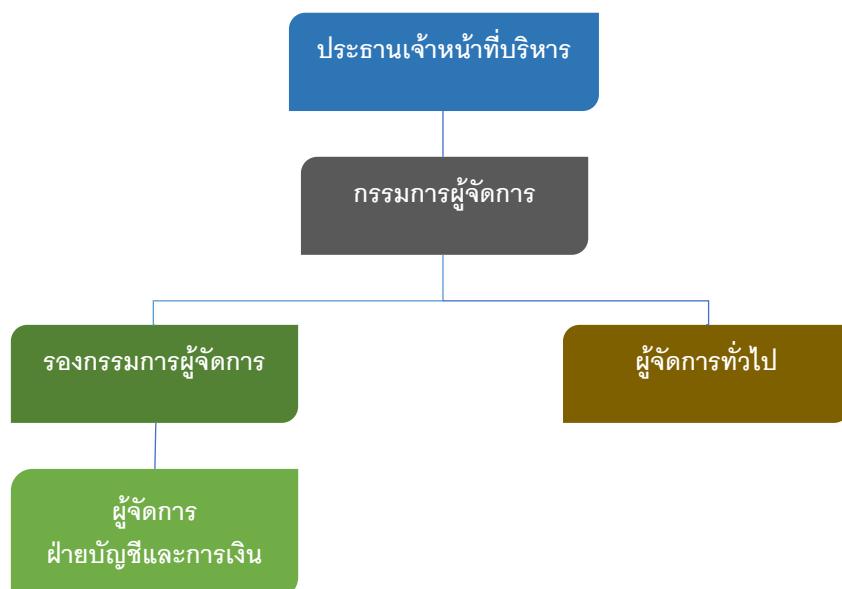 ประธานเจ้าหน้าที่บริหาร
กรรมการผู้จัดการ
รองกรรมการผู้จัดการ
ผู้จัดการทั่วไป
ผู้จัดการ
ฝ่ายบัญชีและการเงิน